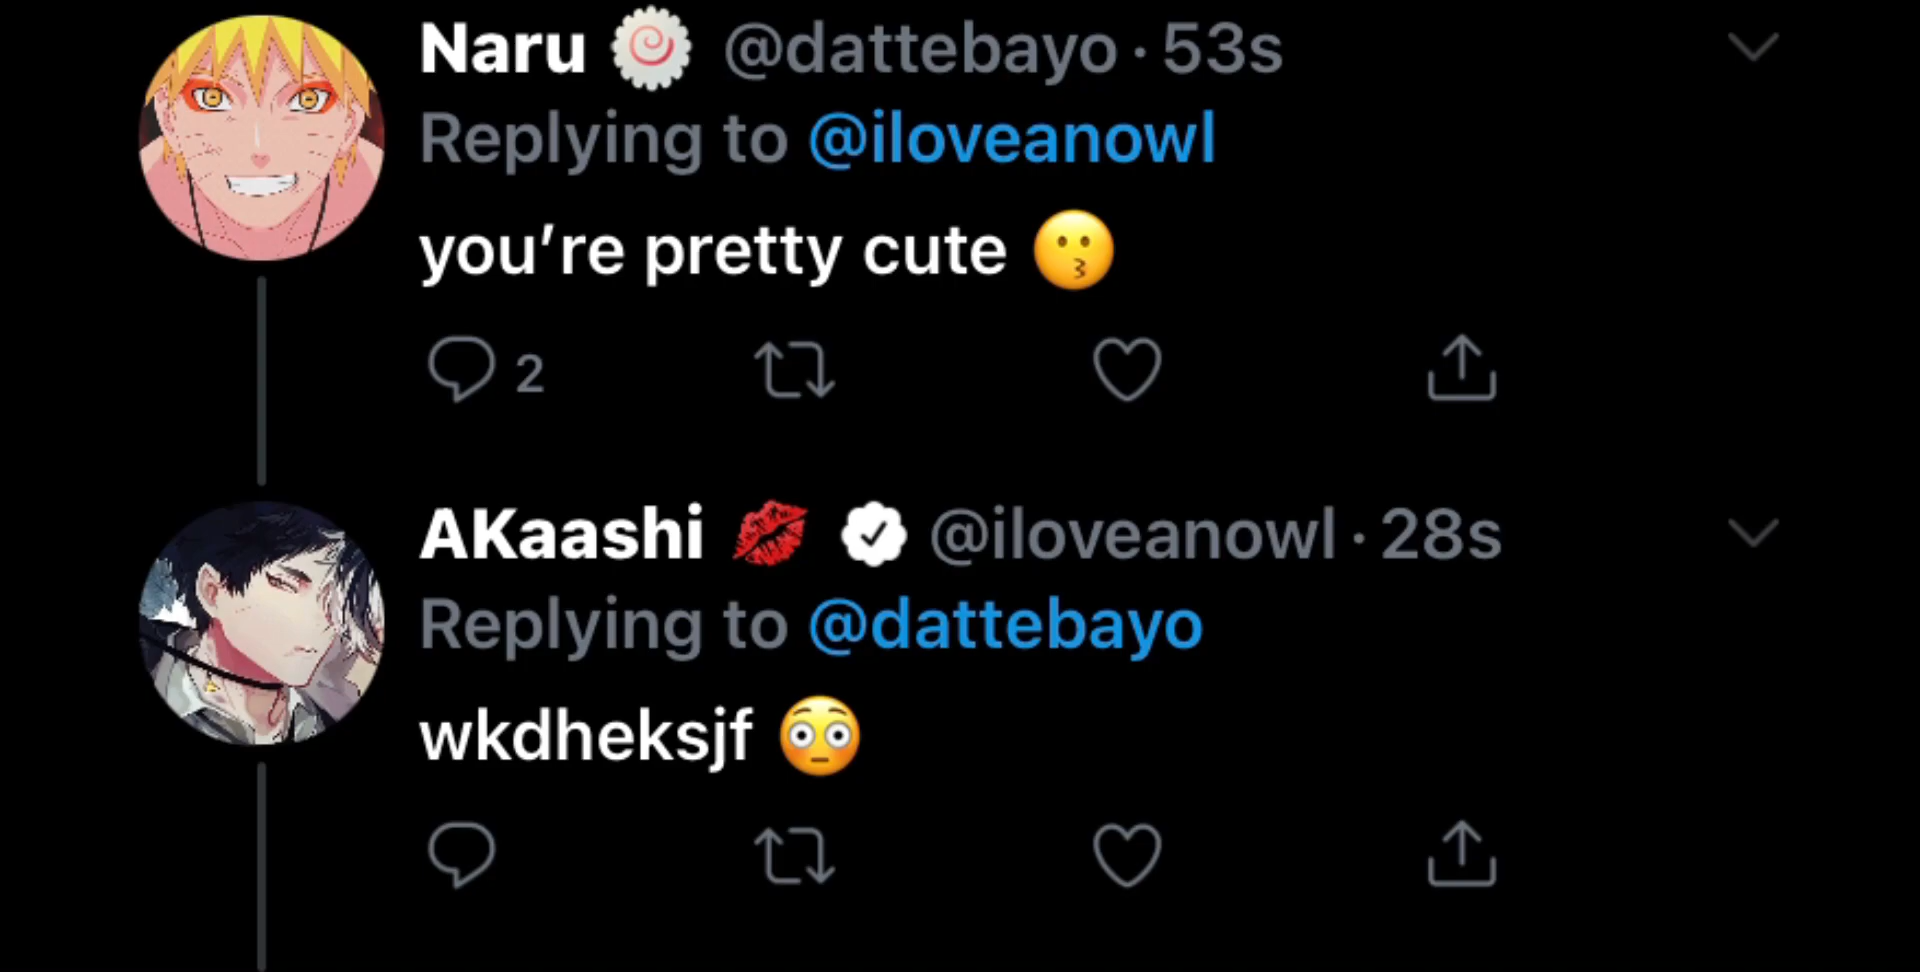 Naru 🍥 @dattebayo · 53s
Replying to @iloveanowl
you're pretty cute 😗
2
AKaashi 💋 @iloveanowl · 28s
Replying to @dattebayo
wkdheksjf 😳